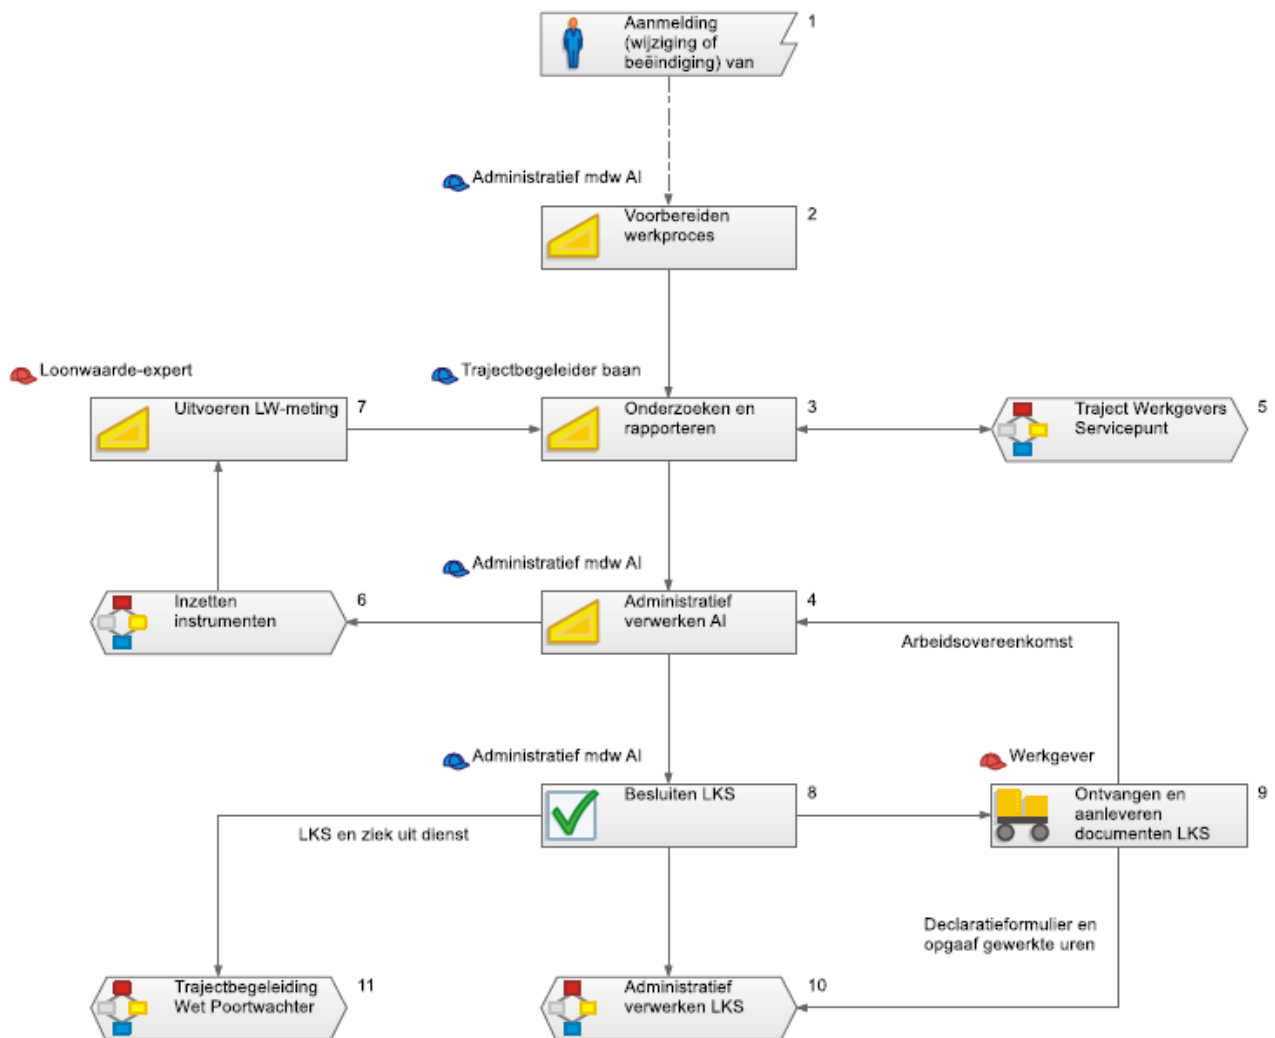 Aanmelding
(wijziging of
beëindiging) van
1
Administratief mdw AI
Voorbereiden
werkproces
2
Loonwaarde-expert
Uitvoeren LW-meting
7
Trajectbegeleider baan
Onderzoeken en
rapporteren
3
Traject Werkgevers
Servicepunt
5
Administratief mdw AI
Inzetten
instrumenten
6
Administratief
verwerken AI
4
Arbeidsovereenkomst
Administratief mdw AI
Besluiten LKS
8
Werkgever
Ontvangen en
aanleveren
documenten LKS
9
LKS en ziek uit dienst
Declaratieformulier en
opgaaf gewerkte uren
Trajectbegeleiding
Wet Poortwachter
11
Administratief
verwerken LKS
10